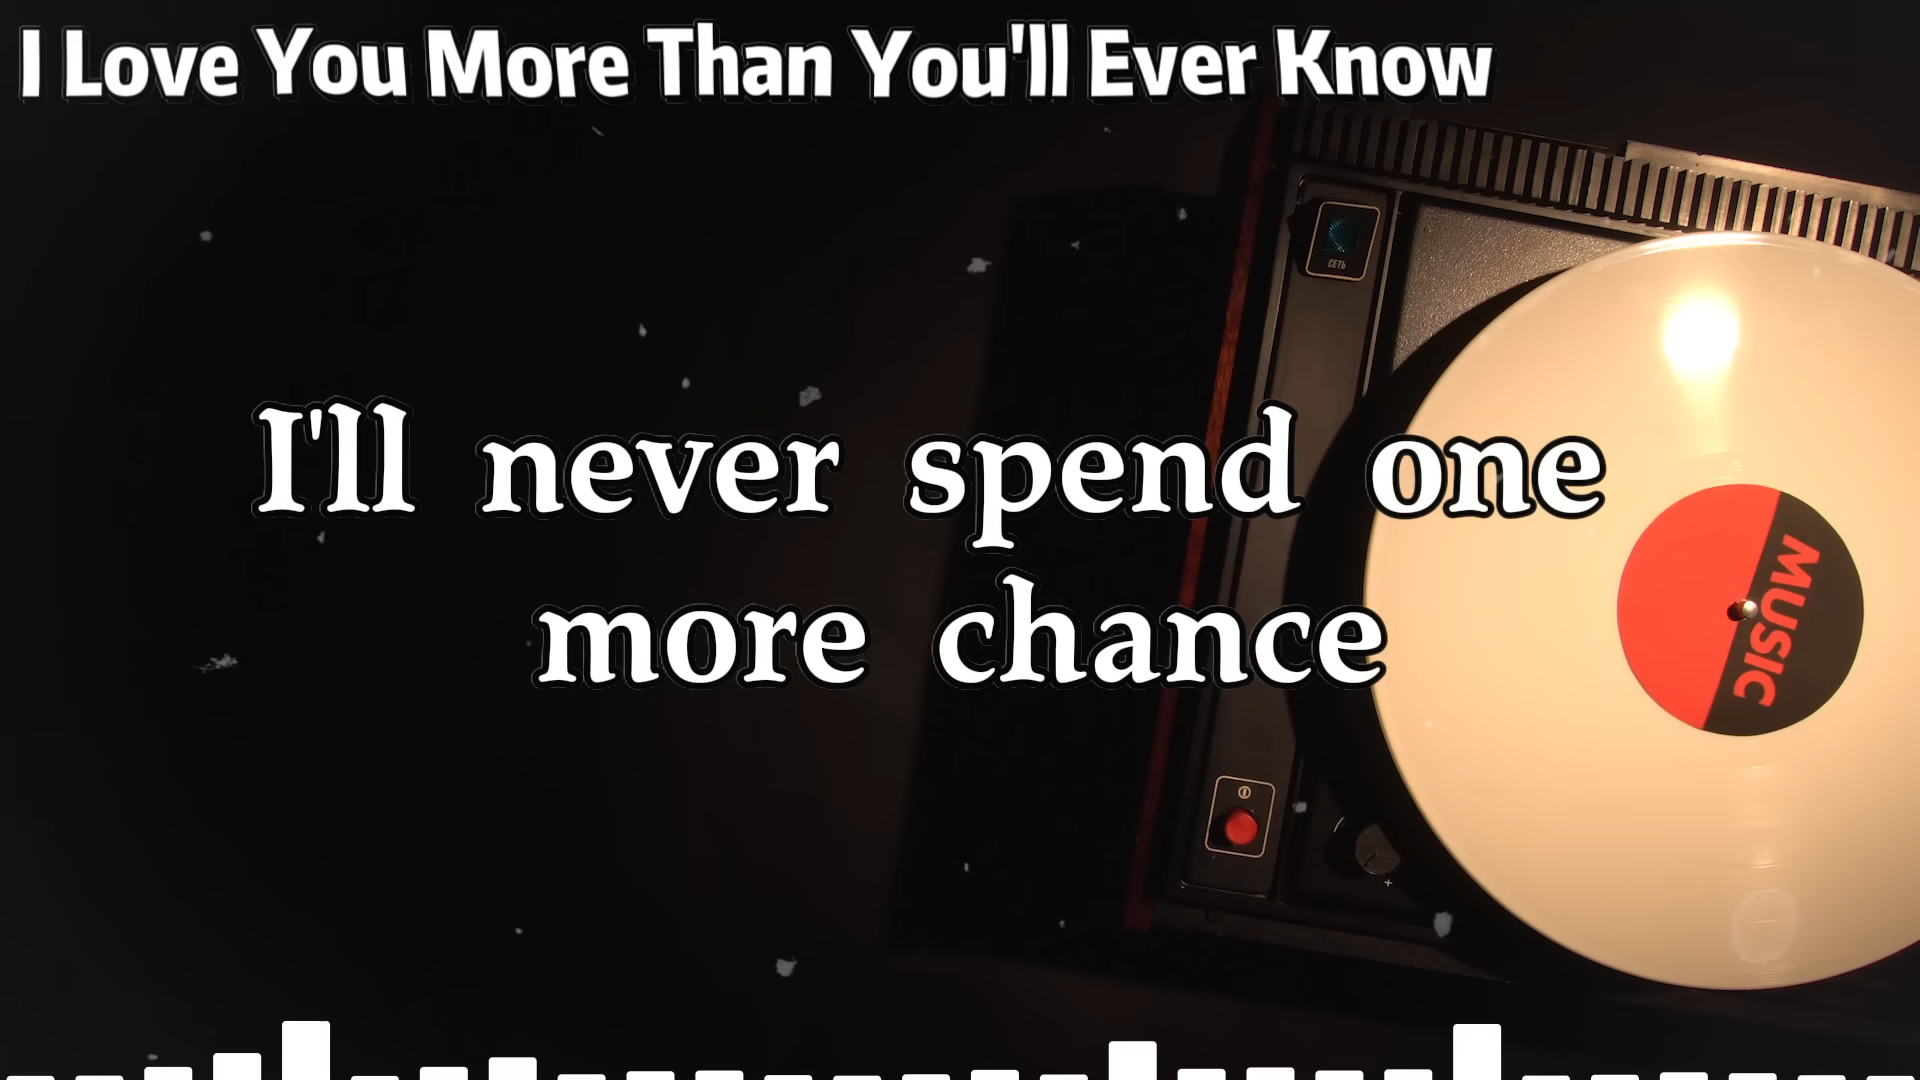 I Love You More Than You'll Ever Know
СЕТЬ
I'll never spend one
more chance
MUSIC